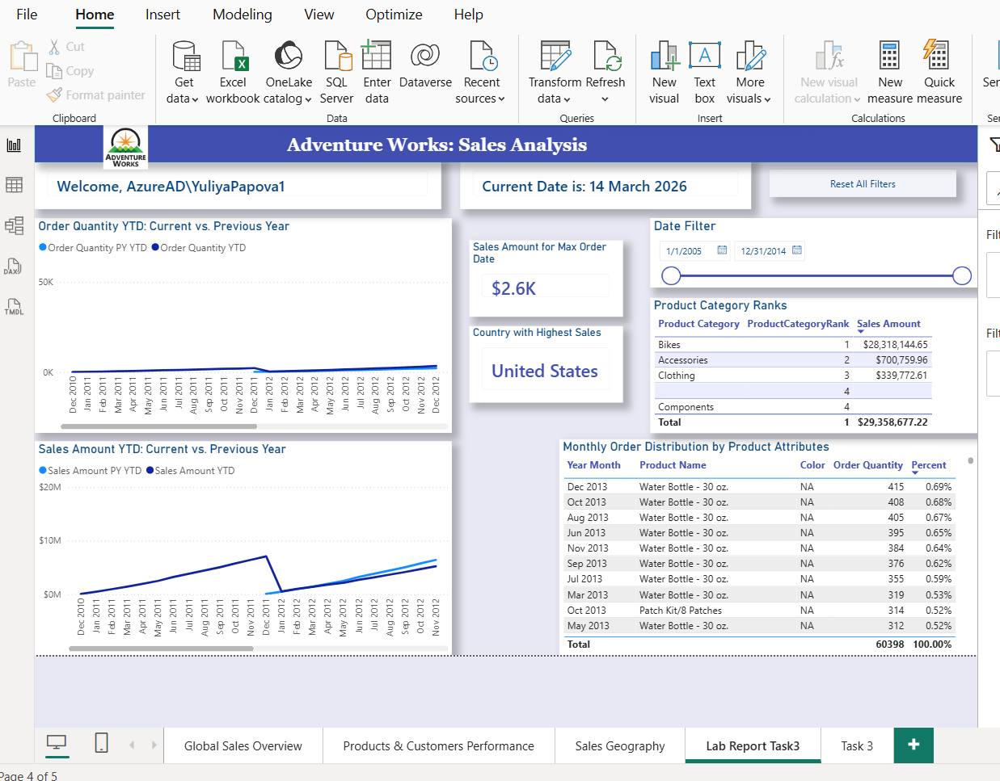 File Home Insert Modeling View Optimize Help
Paste
Cut
Copy
Format painter
Clipboard
Get data
Excel workbook
OneLake catalog
SQL Server
Enter data
Dataverse
Recent sources
Data
Transform data
Refresh
Queries
New visual
Text box
More visuals
Insert
New visual calculation
New measure
Quick measure
Calculations
DAX
TMDL
ADVENTURE
WORKS
Adventure Works: Sales Analysis
Welcome, AzureAD\YuliyaPapova1
Current Date is: 14 March 2026
Reset All Filters
Order Quantity YTD: Current vs. Previous Year
Order Quantity PY YTD Order Quantity YTD
50K
0K
Dec 2010 Jan 2011 Feb 2011 Mar 2011 Apr 2011 May 2011 Jun 2011 Jul 2011 Aug 2011 Sep 2011 Oct 2011 Nov 2011 Dec 2011 Jan 2012 Feb 2012 Mar 2012 Apr 2012 May 2012 Jun 2012 Jul 2012 Aug 2012 Sep 2012 Oct 2012 Nov 2012 Dec 2012
Sales Amount for Max Order
Date
$2.6K
Country with Highest Sales
United States
Date Filter
1/1/2005 12/31/2014
Product Category Ranks
Product Category ProductCategoryRank Sales Amount
Bikes 1 $28,318,144.65
Accessories 2 $700,759.96
Clothing 3 $339,772.61
4
Components 4
Total 1 $29,358,677.22
Sales Amount YTD: Current vs. Previous Year
Sales Amount PY YTD Sales Amount YTD
$20M
$10M
$0M
Dec 2010 Jan 2011 Feb 2011 Mar 2011 Apr 2011 May 2011 Jun 2011 Jul 2011 Aug 2011 Sep 2011 Oct 2011 Nov 2011 Dec 2011 Jan 2012 Feb 2012 Mar 2012 Apr 2012 May 2012 Jun 2012 Jul 2012 Aug 2012 Sep 2012 Oct 2012 Nov 2012
Monthly Order Distribution by Product Attributes
Year Month Product Name Color Order Quantity Percent
Dec 2013 Water Bottle - 30 oz. NA 415 0.69%
Oct 2013 Water Bottle - 30 oz. NA 408 0.68%
Aug 2013 Water Bottle - 30 oz. NA 405 0.67%
Jun 2013 Water Bottle - 30 oz. NA 395 0.65%
Nov 2013 Water Bottle - 30 oz. NA 384 0.64%
Sep 2013 Water Bottle - 30 oz. NA 376 0.62%
Jul 2013 Water Bottle - 30 oz. NA 355 0.59%
Mar 2013 Water Bottle - 30 oz. NA 319 0.53%
Oct 2013 Patch Kit/8 Patches NA 314 0.52%
May 2013 Water Bottle - 30 oz. NA 312 0.52%
Total 60398 100.00%
Global Sales Overview Products & Customers Performance Sales Geography Lab Report Task3 Task 3
Page 4 of 5